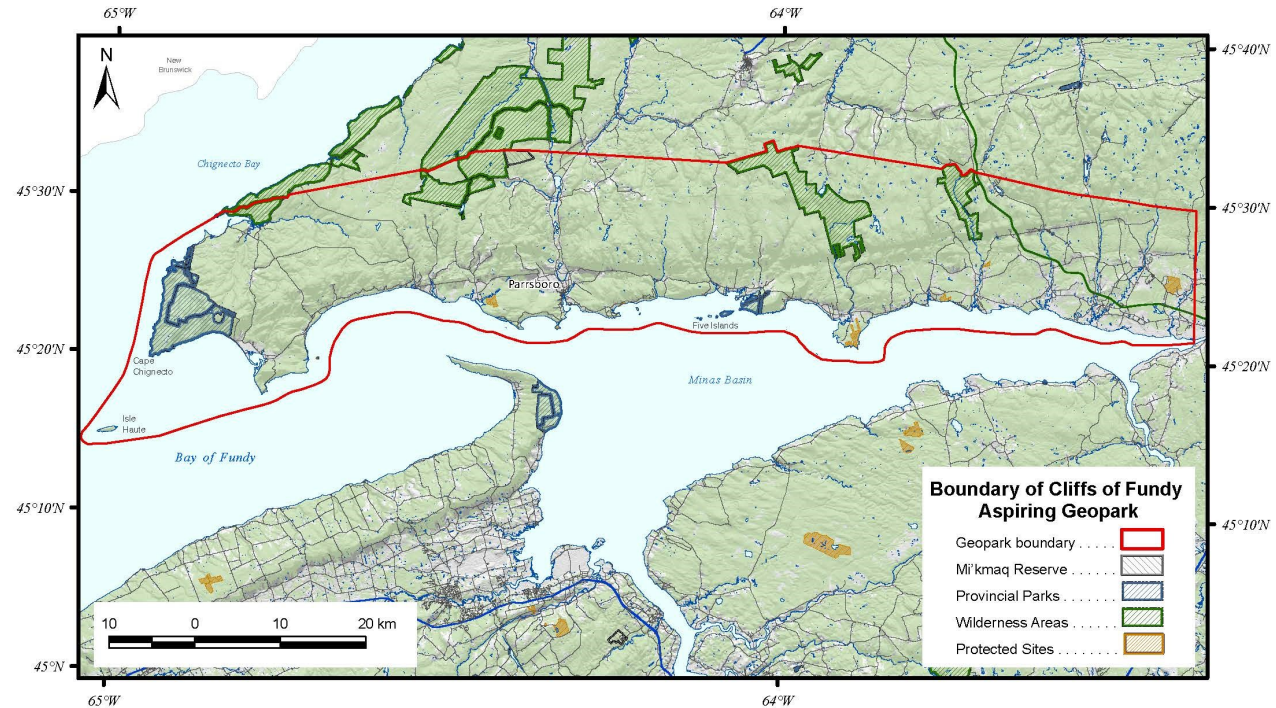 65°W
64°W
N
New
Brunswick
45°40'N
Chignecto Bay
45°30'N
45°30'N
Parrsboro
Five Islands
45°20'N
Cape
Chignecto
45°20'N
Minas Basin
Isle
Haute
Bay of Fundy
Boundary of Cliffs of Fundy
Aspiring Geopark
45°10'N
45°10'N
Geopark boundary . . . . .
Mi'kmaq Reserve . . . . . .
Provincial Parks . . . . . . .
Wilderness Areas . . . . . .
Protected Sites . . . . . . . .
10 0 10 20 km
45°N
65°W
64°W